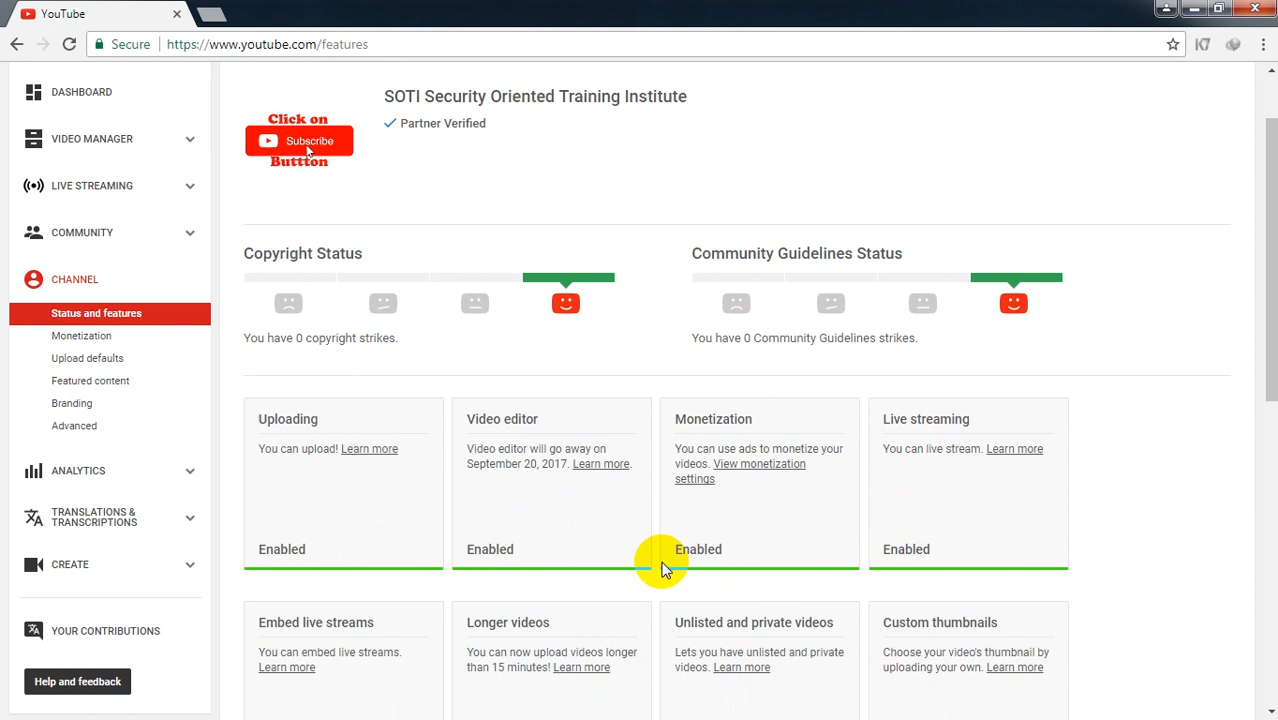 YouTube
Secure
https://www.youtube.com/features
K7
DASHBOARD
VIDEO MANAGER
LIVE STREAMING
COMMUNITY
CHANNEL
Status and features
Monetization
Upload defaults
Featured content
Branding
Advanced
ANALYTICS
TRANSLATIONS &
TRANSCRIPTIONS
CREATE
YOUR CONTRIBUTIONS
Help and feedback
Click on
Subscribe
Buttton
SOTI Security Oriented Training Institute
Partner Verified
Copyright Status
You have 0 copyright strikes.
Community Guidelines Status
You have 0 Community Guidelines strikes.
Uploading
You can upload! Learn more
Enabled
Video editor
Video editor will go away on
September 20, 2017. Learn more.
Enabled
Monetization
You can use ads to monetize your
videos. View monetization
settings
Enabled
Live streaming
You can live stream. Learn more
Enabled
Embed live streams
You can embed live streams.
Learn more
Longer videos
You can now upload videos longer
than 15 minutes! Learn more
Unlisted and private videos
Lets you have unlisted and private
videos. Learn more
Custom thumbnails
Choose your video's thumbnail by
uploading your own. Learn more